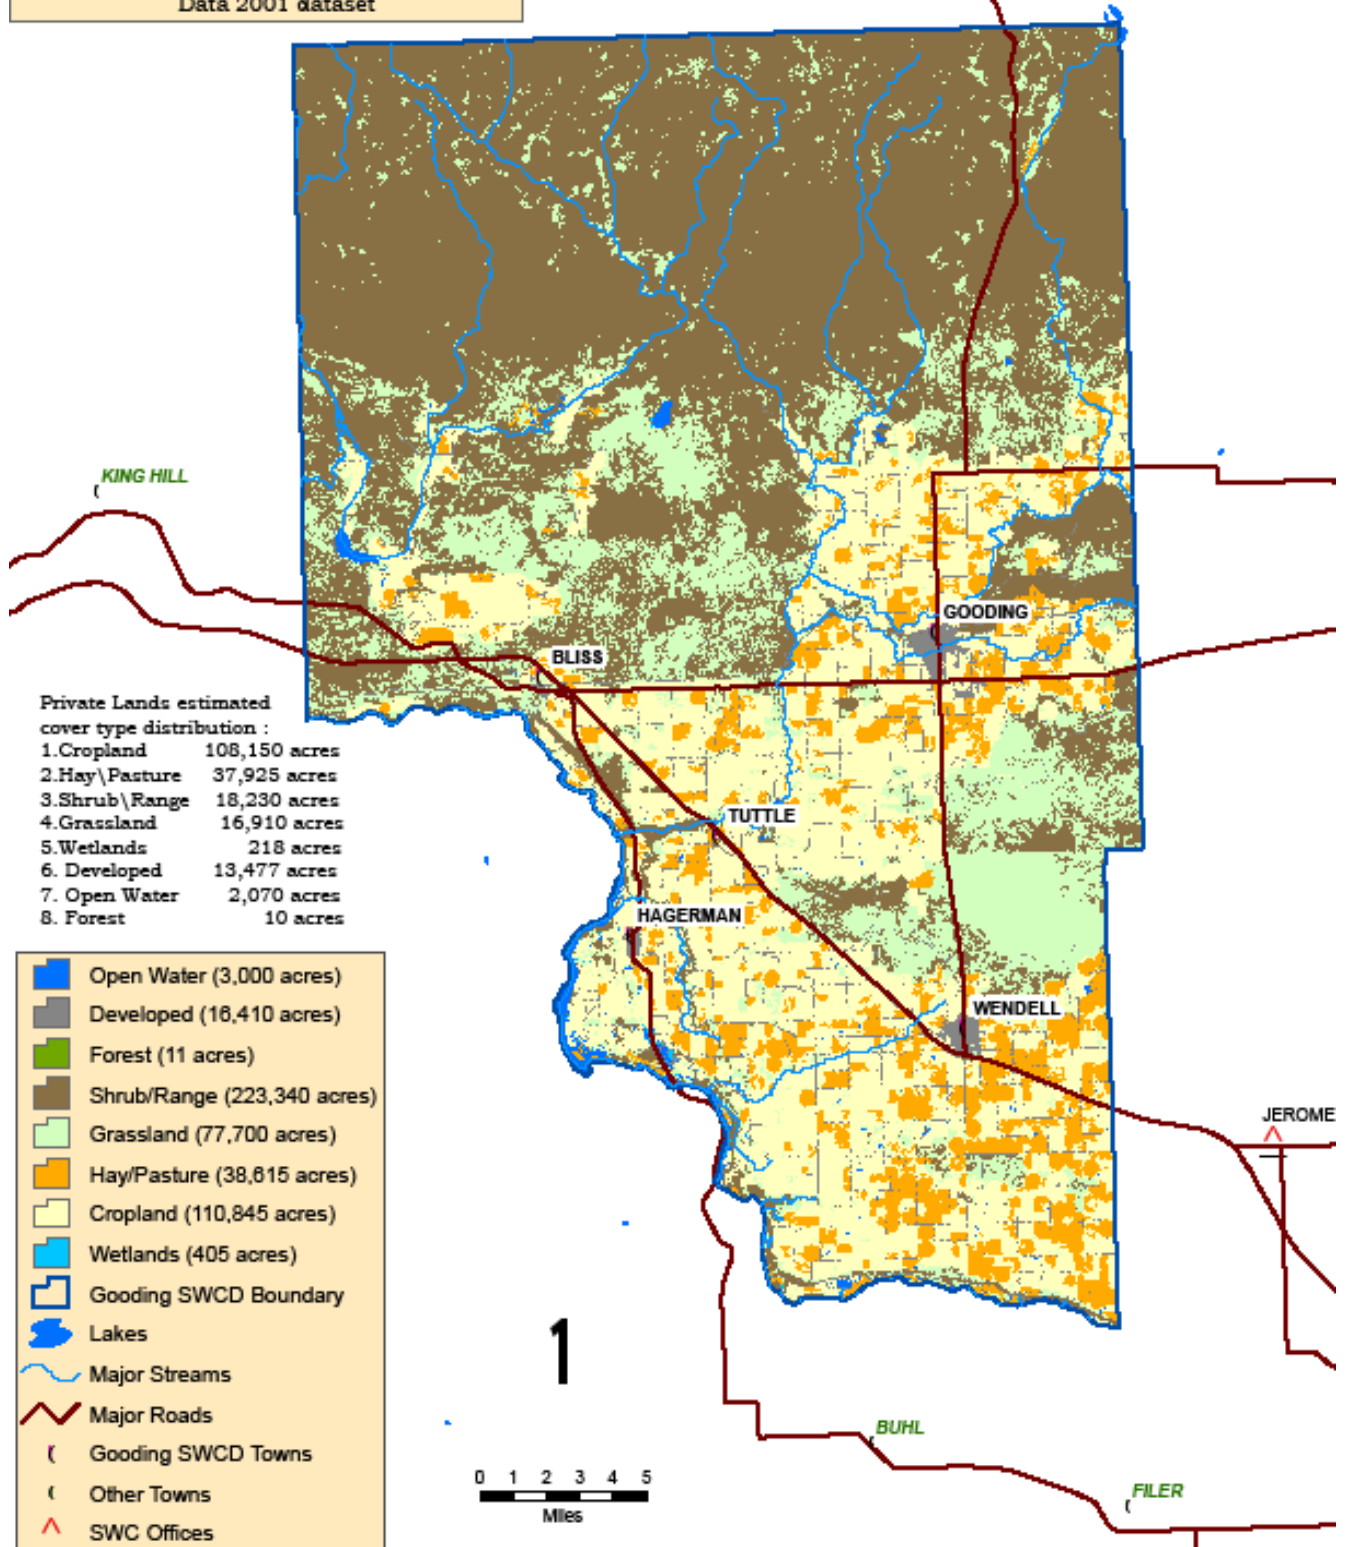 Data 2001 dataset
KING HILL
GOODING
BLISS
Private Lands estimated
cover type distribution :
1.Cropland 108,150 acres
2.Hay\Pasture 37,925 acres
3.Shrub\Range 18,230 acres
4.Grassland 16,910 acres
5.Wetlands 218 acres
6. Developed 13,477 acres
7. Open Water 2,070 acres
8. Forest 10 acres
TUTTLE
HAGERMAN
WENDELL
JEROME
Open Water (3,000 acres)
Developed (16,410 acres)
Forest (11 acres)
Shrub/Range (223,340 acres)
Grassland (77,700 acres)
Hay/Pasture (38,615 acres)
Cropland (110,845 acres)
Wetlands (405 acres)
Gooding SWCD Boundary
Lakes
Major Streams
Major Roads
Gooding SWCD Towns
Other Towns
SWC Offices
1
0 1 2 3 4 5
Miles
BUHL
FILER